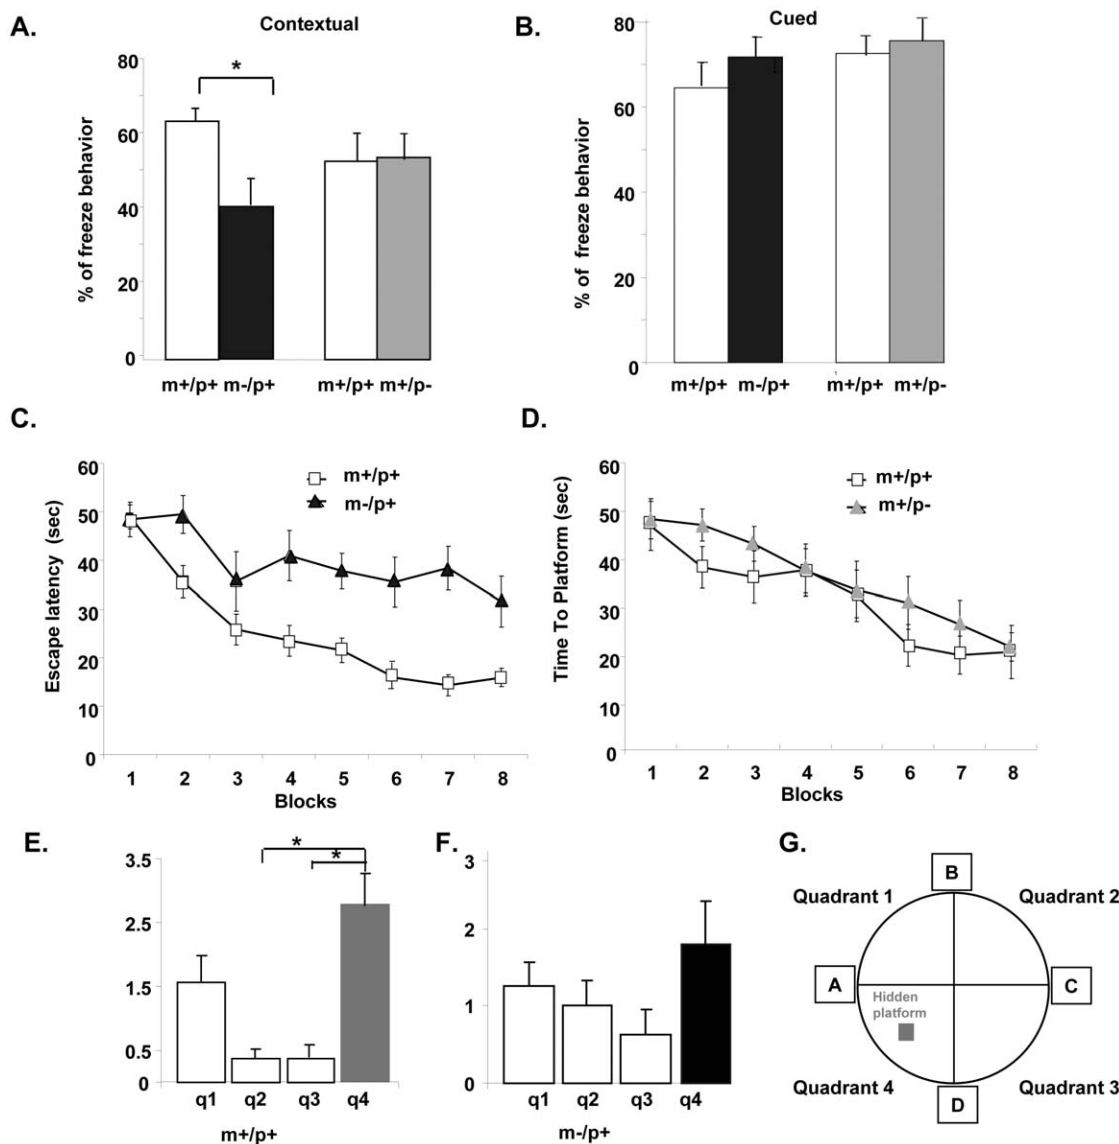 A.
Contextual
80
60
40
20
0
% of freeze behavior
*
m+/p+ m-/p+
m+/p+ m+/p-
B.
Cued
80
60
40
20
0
% of freeze behavior
m+/p+ m-/p+
m+/p+ m+/p-
C.
60
50
40
30
20
10
0
Escape latency (sec)
m+/p+
m-/p+
1 2 3 4 5 6 7 8
Blocks
D.
60
50
40
30
20
10
0
Time To Platform (sec)
m+/p+
m+/p-
1 2 3 4 5 6 7 8
Blocks
E.
3.5
2.5
1.5
0.5
0
*
*
q1 q2 q3 q4
m+/p+
F.
3
2
1
0
q1 q2 q3 q4
m-/p+
G.
B
Quadrant 1 Quadrant 2
A C
Hidden
platform
Quadrant 4 Quadrant 3
D